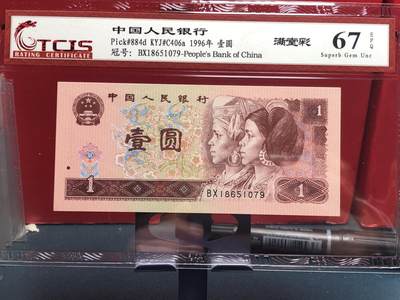 TCJS
RATING CERTIFICATE
中国人民银行
Pick#884d KYJ#C406a 1996年 壹圆
冠号: BX18651079-People's Bank of China
满堂彩
67 EPQ
Superb Gem Unc
中国人民银行
1
壹圆
1
BX18651079
1